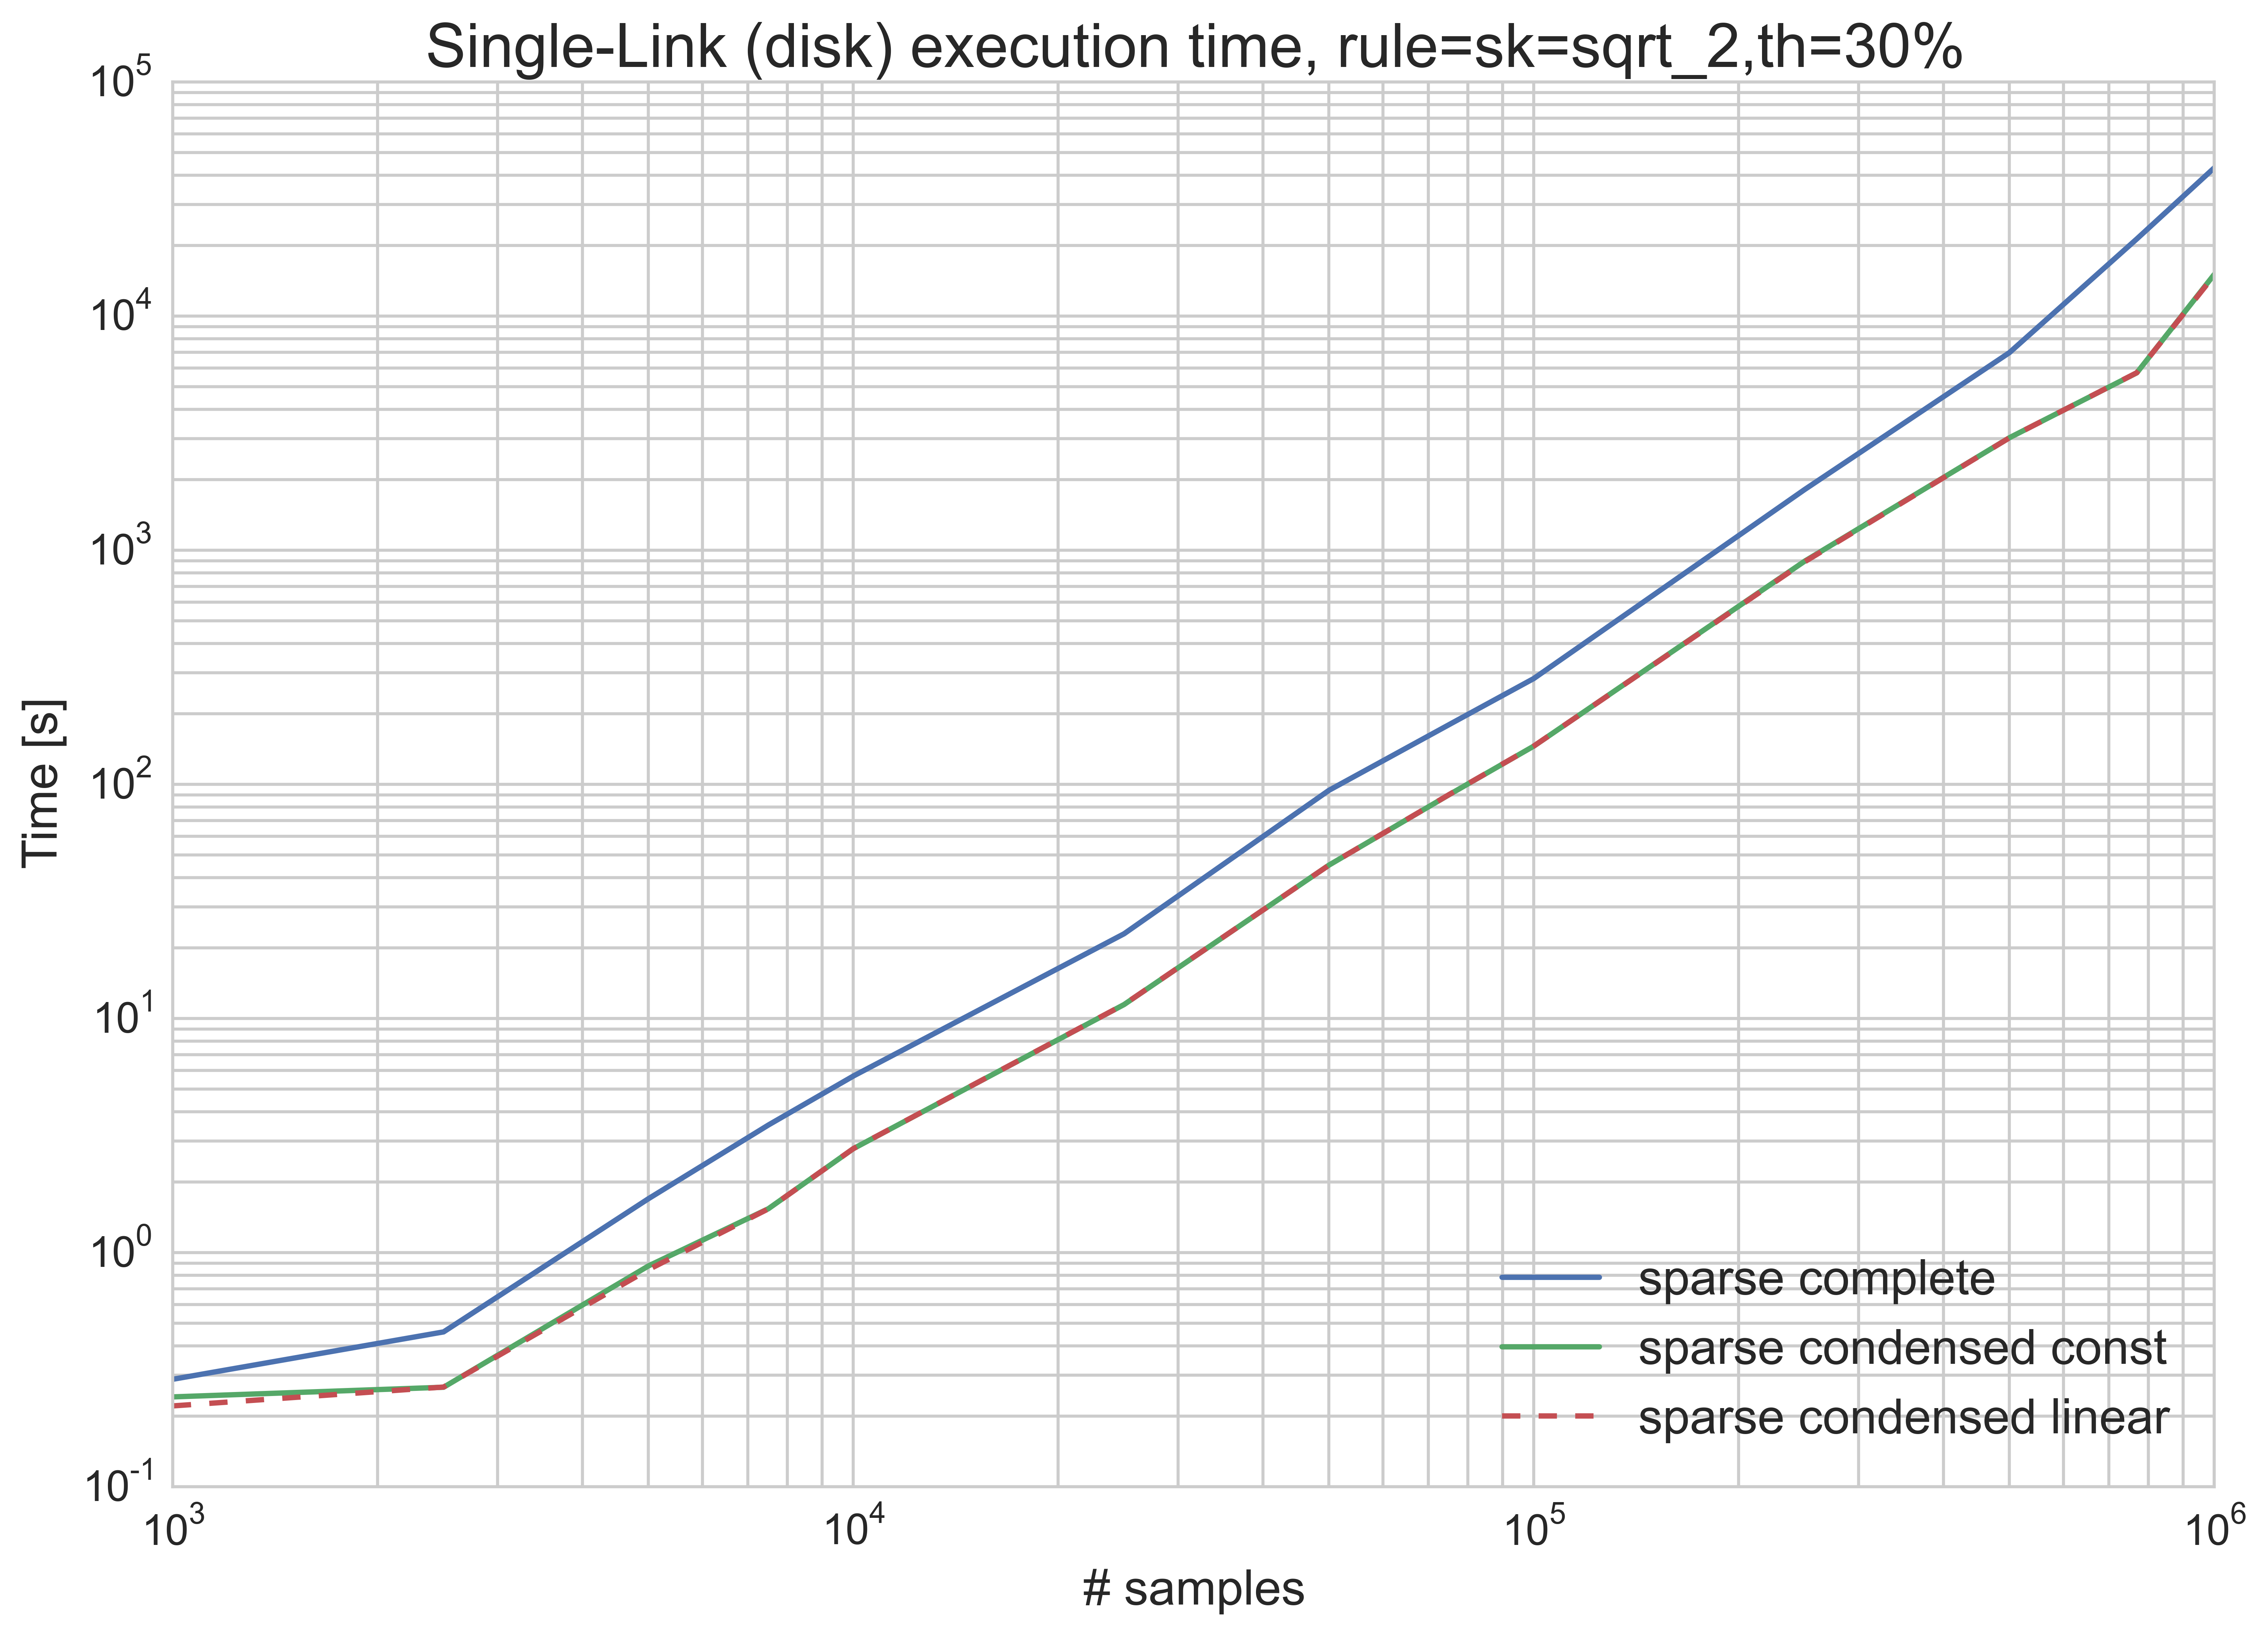 Single-Link (disk) execution time, rule=sk=sqrt_2,th=30%
10^5
10^4
10^3
10^2
10^1
10^0
10^-1
Time [s]
sparse complete
sparse condensed const
sparse condensed linear
10^3 10^4 10^5 10^6
# samples